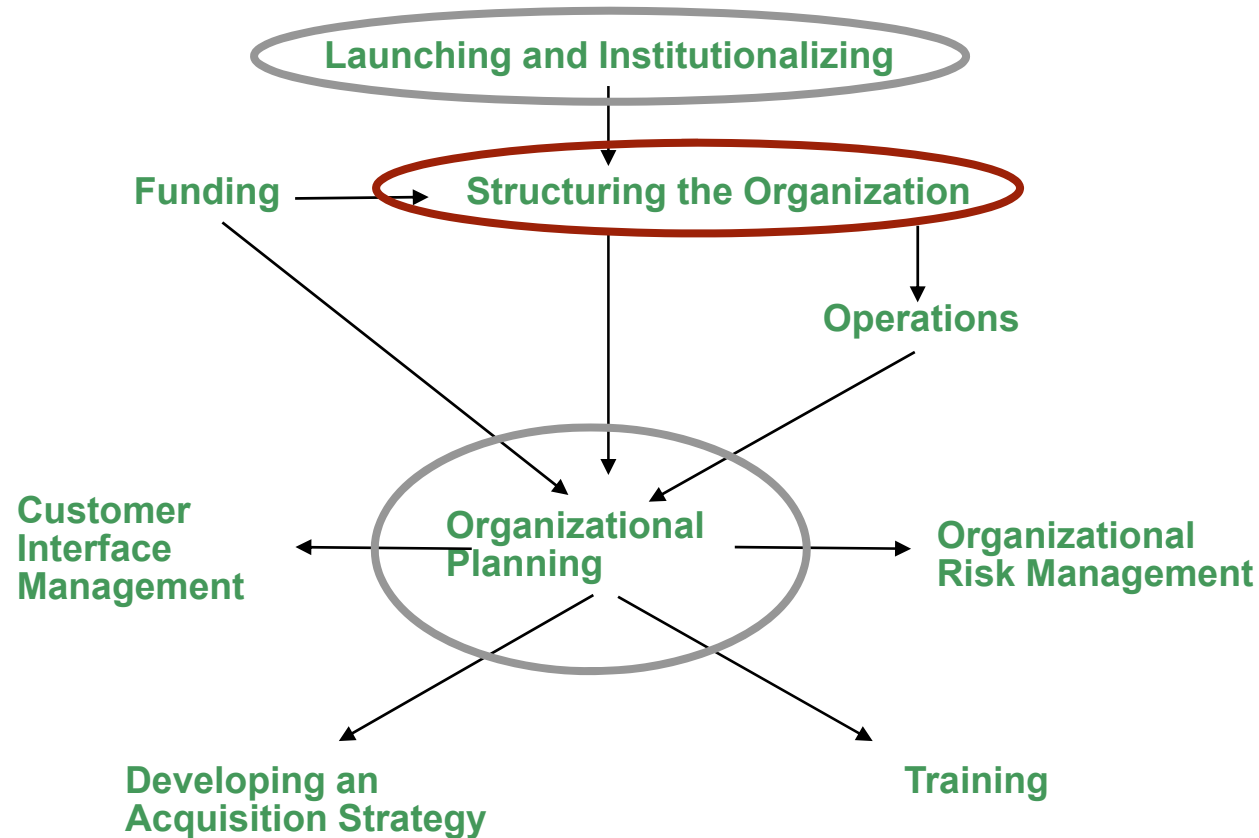 Launching and Institutionalizing
Funding
Structuring the Organization
Operations
Customer
Interface
Management
Organizational
Planning
Organizational
Risk Management
Developing an
Acquisition Strategy
Training